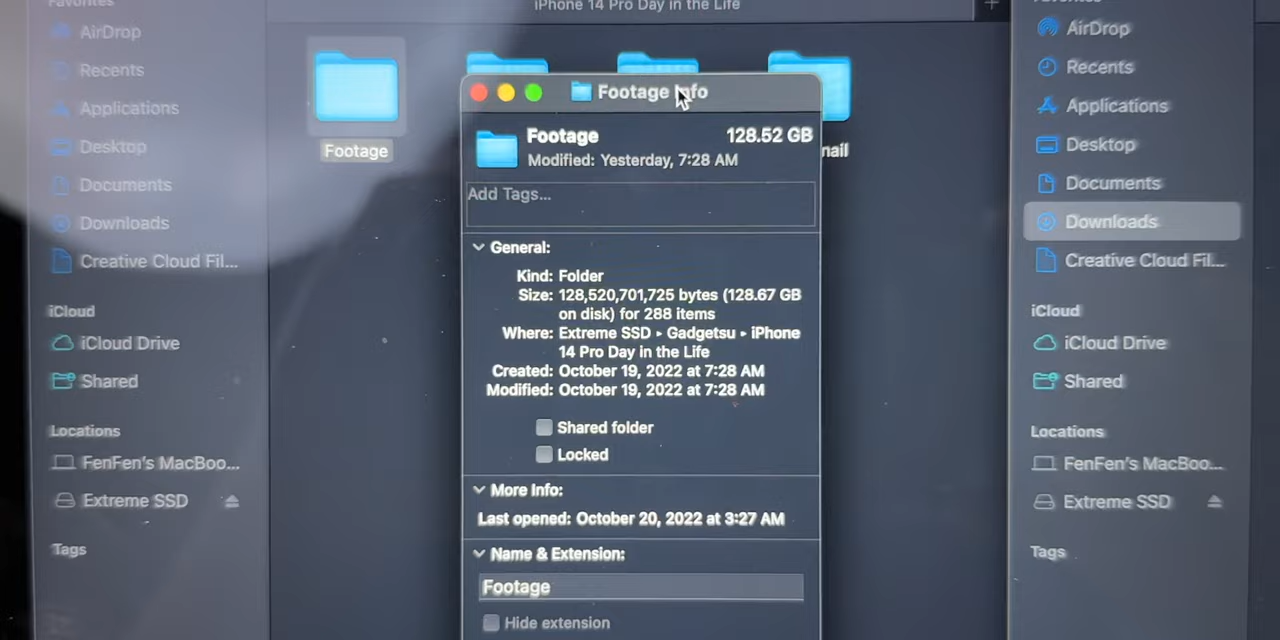 Favorites
AirDrop
Recents
Applications
Desktop
Documents
Downloads
Creative Cloud Fil...
iCloud
iCloud Drive
Shared
Locations
FenFen's MacBoo...
Extreme SSD
Tags
iPhone 14 Pro Day in the Life
Footage
nail
Footage Info
Footage 128.52 GB
Modified: Yesterday, 7:28 AM
Add Tags...
General:
Kind: Folder
Size: 128,520,701,725 bytes (128.67 GB
on disk) for 288 items
Where: Extreme SSD ▸ Gadgetsu ▸ iPhone
14 Pro Day in the Life
Created: October 19, 2022 at 7:28 AM
Modified: October 19, 2022 at 7:28 AM
Shared folder
Locked
More Info:
Last opened: October 20, 2022 at 3:27 AM
Name & Extension:
Footage
Hide extension
AirDrop
Recents
Applications
Desktop
Documents
Downloads
Creative Cloud Fil...
iCloud
iCloud Drive
Shared
Locations
FenFen's MacBoo...
Extreme SSD
Tags